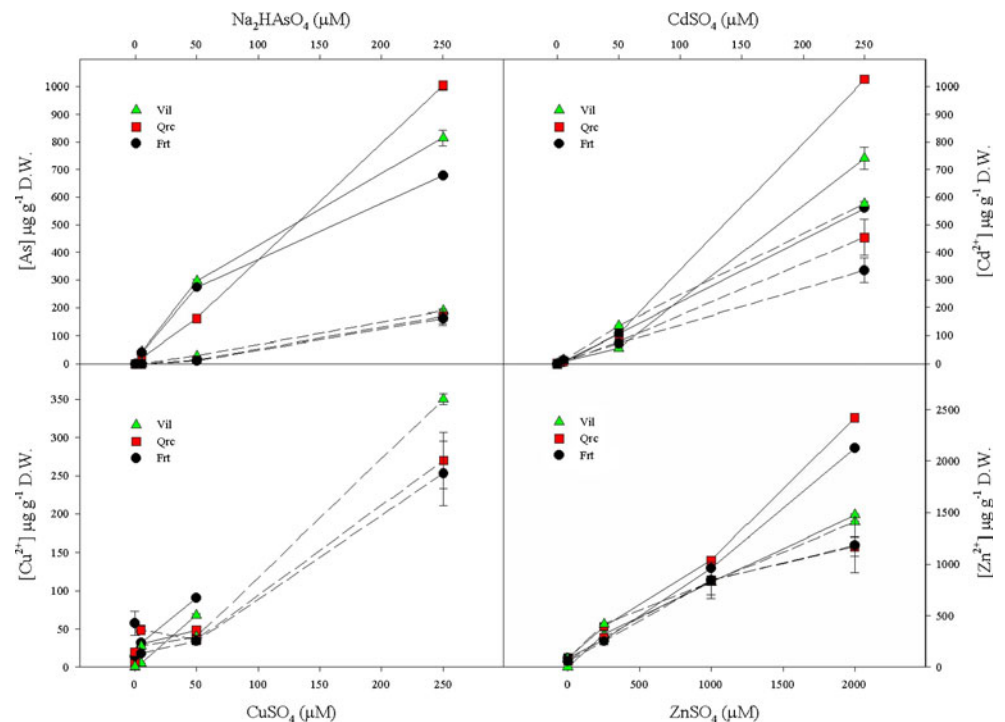 Na₂HAsO₄ (μM)
CdSO₄ (μM)
0 50 100 150 200 250
0 50 100 150 200 250
[As] μg g⁻¹ D.W.
1000
900
800
700
600
500
400
300
200
100
0
Vil
Qrc
Frt
Vil
Qrc
Frt
1000
900
800
700
600
500
400
300
200
100
0
[Cd²⁺] μg g⁻¹ D.W.
[Cu²⁺] μg g⁻¹ D.W.
350
300
250
200
150
100
50
0
Vil
Qrc
Frt
Vil
Qrc
Frt
2500
2000
1500
1000
500
0
[Zn²⁺] μg g⁻¹ D.W.
0 50 100 150 200 250
0 500 1000 1500 2000
CuSO₄ (μM)
ZnSO₄ (μM)